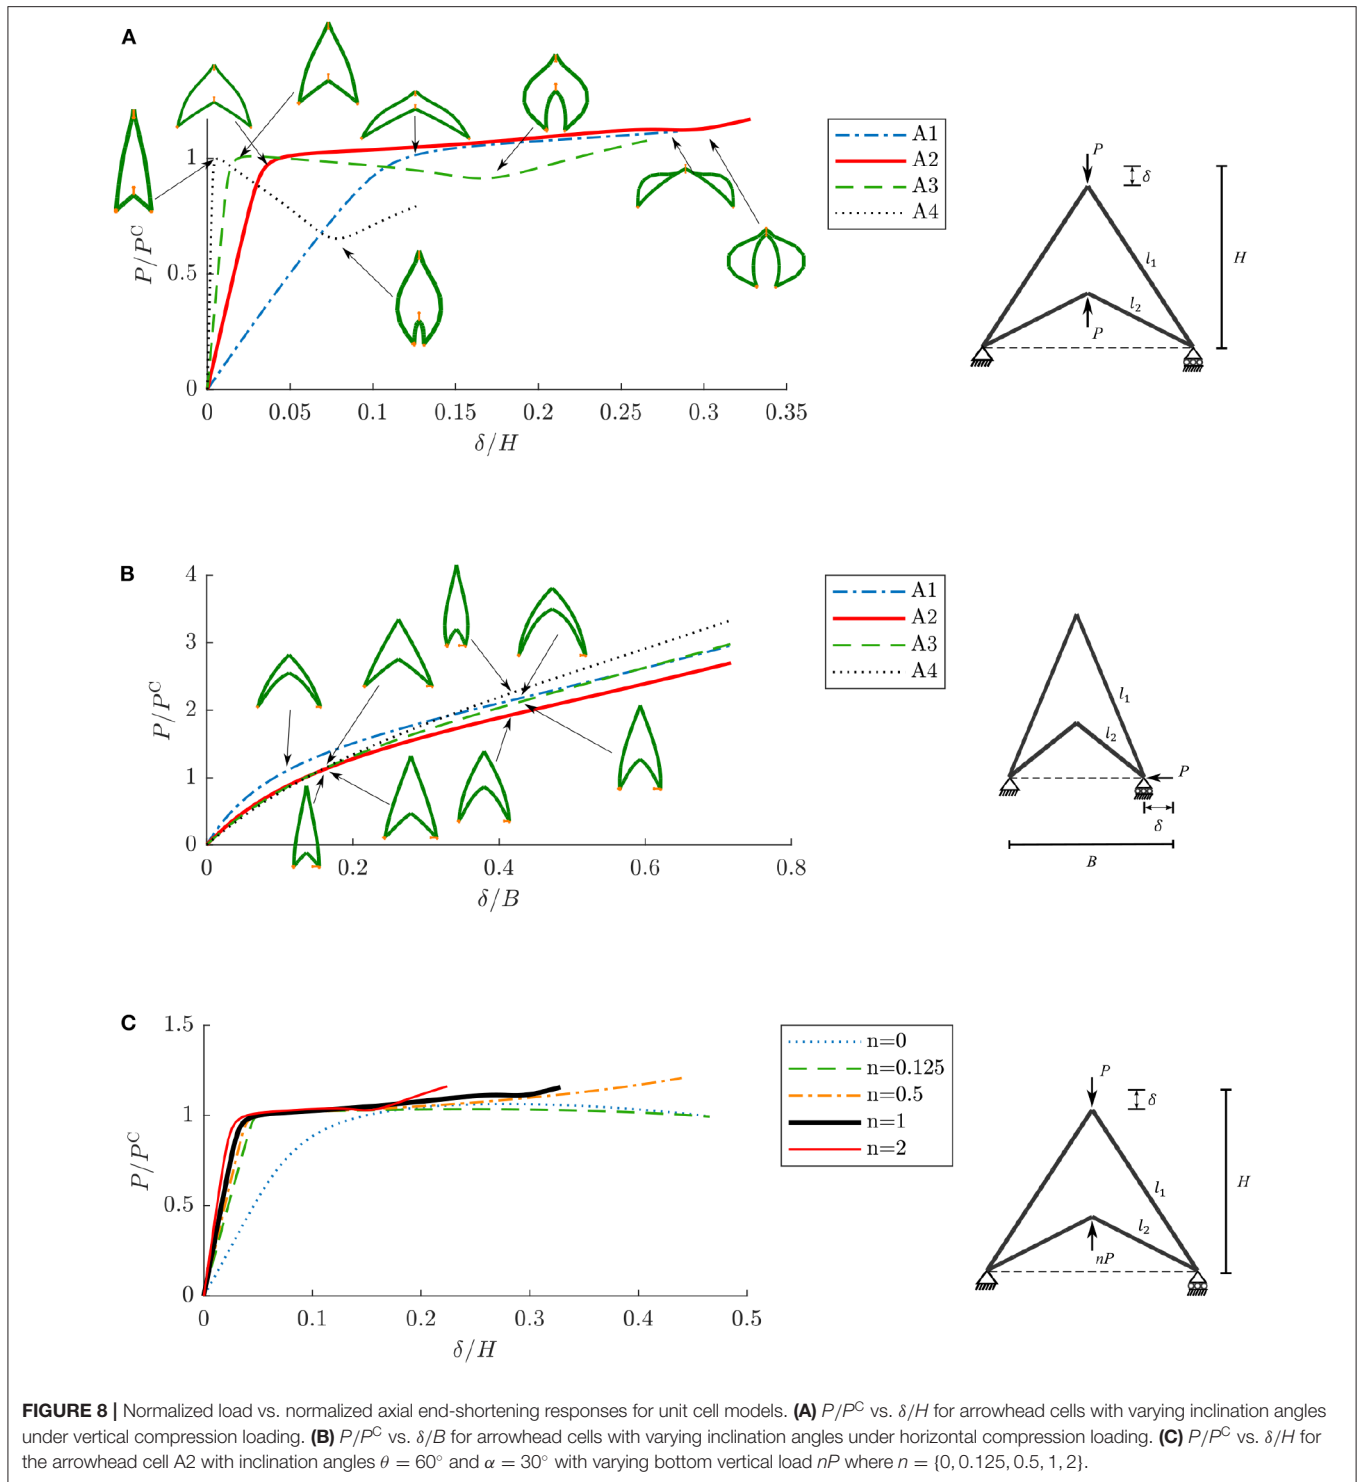 A
1
0.5
0
P/P^C
0
0.05
0.1
0.15
0.2
0.25
0.3
0.35
δ/H
A1
A2
A3
A4
P
δ
l₁
H
l₂
P
B
4
3
2
1
0
P/P^C
0
0.2
0.4
0.6
0.8
δ/B
A1
A2
A3
A4
l₁
l₂
P
δ
B
C
1.5
1.0
0.5
0
P/P^C
0
0.1
0.2
0.3
0.4
0.5
δ/H
n=0
n=0.125
n=0.5
n=1
n=2
P
δ
l₁
H
l₂
nP
FIGURE 8 | Normalized load vs. normalized axial end-shortening responses for unit cell models. (A) P/P^C vs. δ/H for arrowhead cells with varying inclination angles
under vertical compression loading. (B) P/P^C vs. δ/B for arrowhead cells with varying inclination angles under horizontal compression loading. (C) P/P^C vs. δ/H for
the arrowhead cell A2 with inclination angles θ = 60° and α = 30° with varying bottom vertical load nP where n = {0, 0.125, 0.5, 1, 2}.